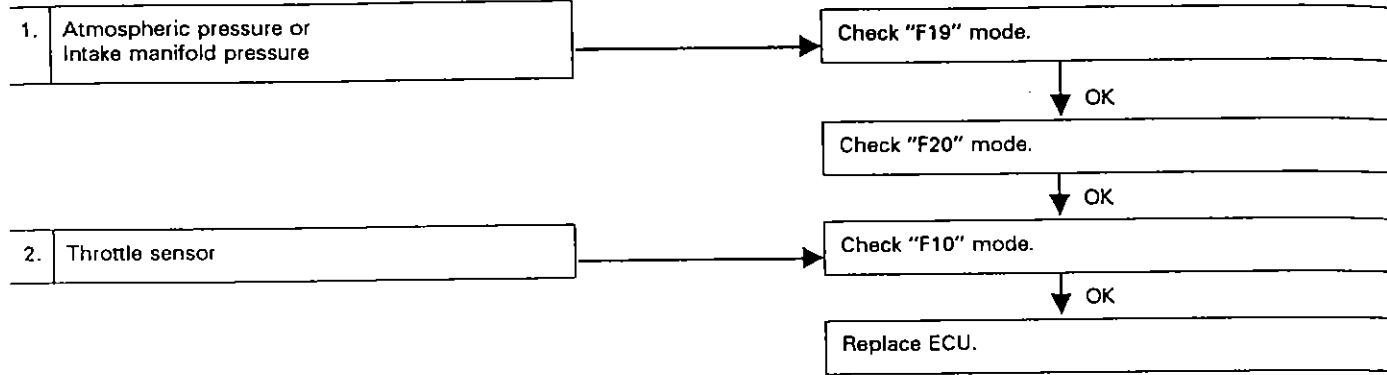 1. Atmospheric pressure or
Intake manifold pressure
Check "F19" mode.
OK
Check "F20" mode.
OK
2. Throttle sensor
Check "F10" mode.
OK
Replace ECU.